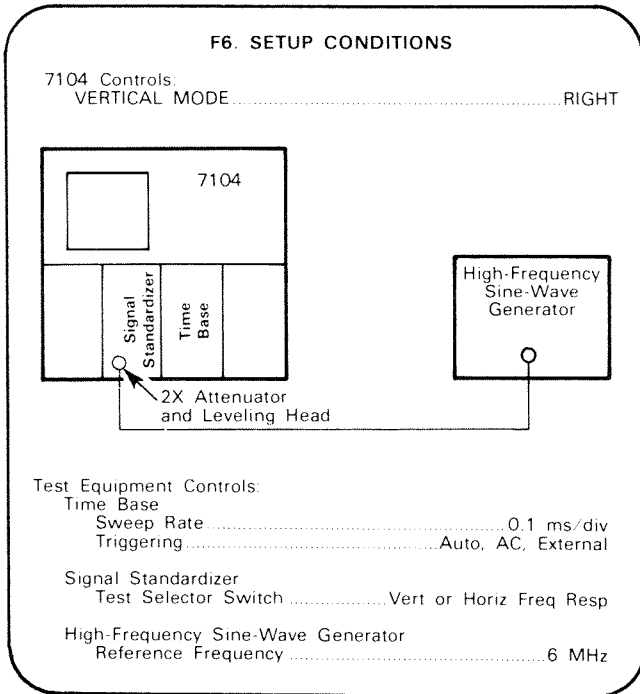 F6. SETUP CONDITIONS
7104 Controls:
VERTICAL MODE........................RIGHT
7104
Signal
Standardizer
Time
Base
High-Frequency
Sine-Wave
Generator
2X Attenuator
and Leveling Head
Test Equipment Controls:
Time Base
Sweep Rate........................0.1 ms/div
Triggering........................Auto, AC, External
Signal Standardizer
Test Selector Switch ................Vert or Horiz Freq Resp
High-Frequency Sine-Wave Generator
Reference Frequency ........................6 MHz